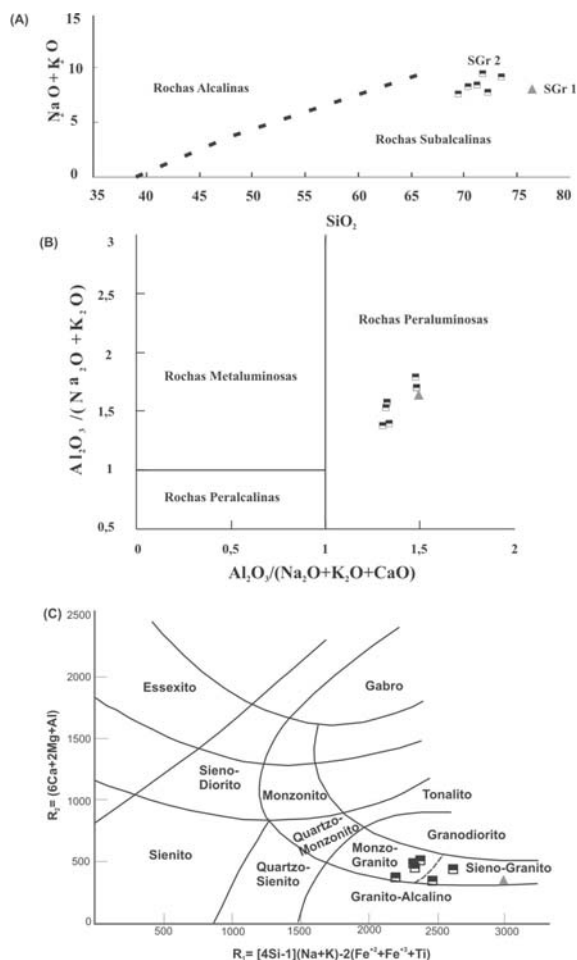 (A)
Na₂O+K₂O
15
10
5
0
Rochas Alcalinas
SGr 2
SGr 1
Rochas Subalcalinas
35 40 45 50 55 60 65 70 75 80 85 90
SiO₂
(B)
Al₂O₃/(Na₂O+K₂O)
3
2
1,5
1
0,5
Rochas Peraluminosas
Rochas Metaluminosas
Rochas Peralcalinas
0 0,5 1 1,5 2
Al₂O₃/(Na₂O+K₂O+CaO)
(C)
R₂= (6Ca+2Mg+Al)
2500
2000
1500
1000
500
0
Essexito
Gabro
Sieno-
Diorito
Monzonito
Tonalito
Quartzo-
Monzonito
Granodiorito
Sienito
Quartzo-
Sienito
Monzo-
Granito
Sieno-Granito
Granito-Alcalino
500 1000 1500 2000 2500 3000
R₁= [4Si-1](Na+K)-2(Fe⁺²+Fe⁺³+Ti)